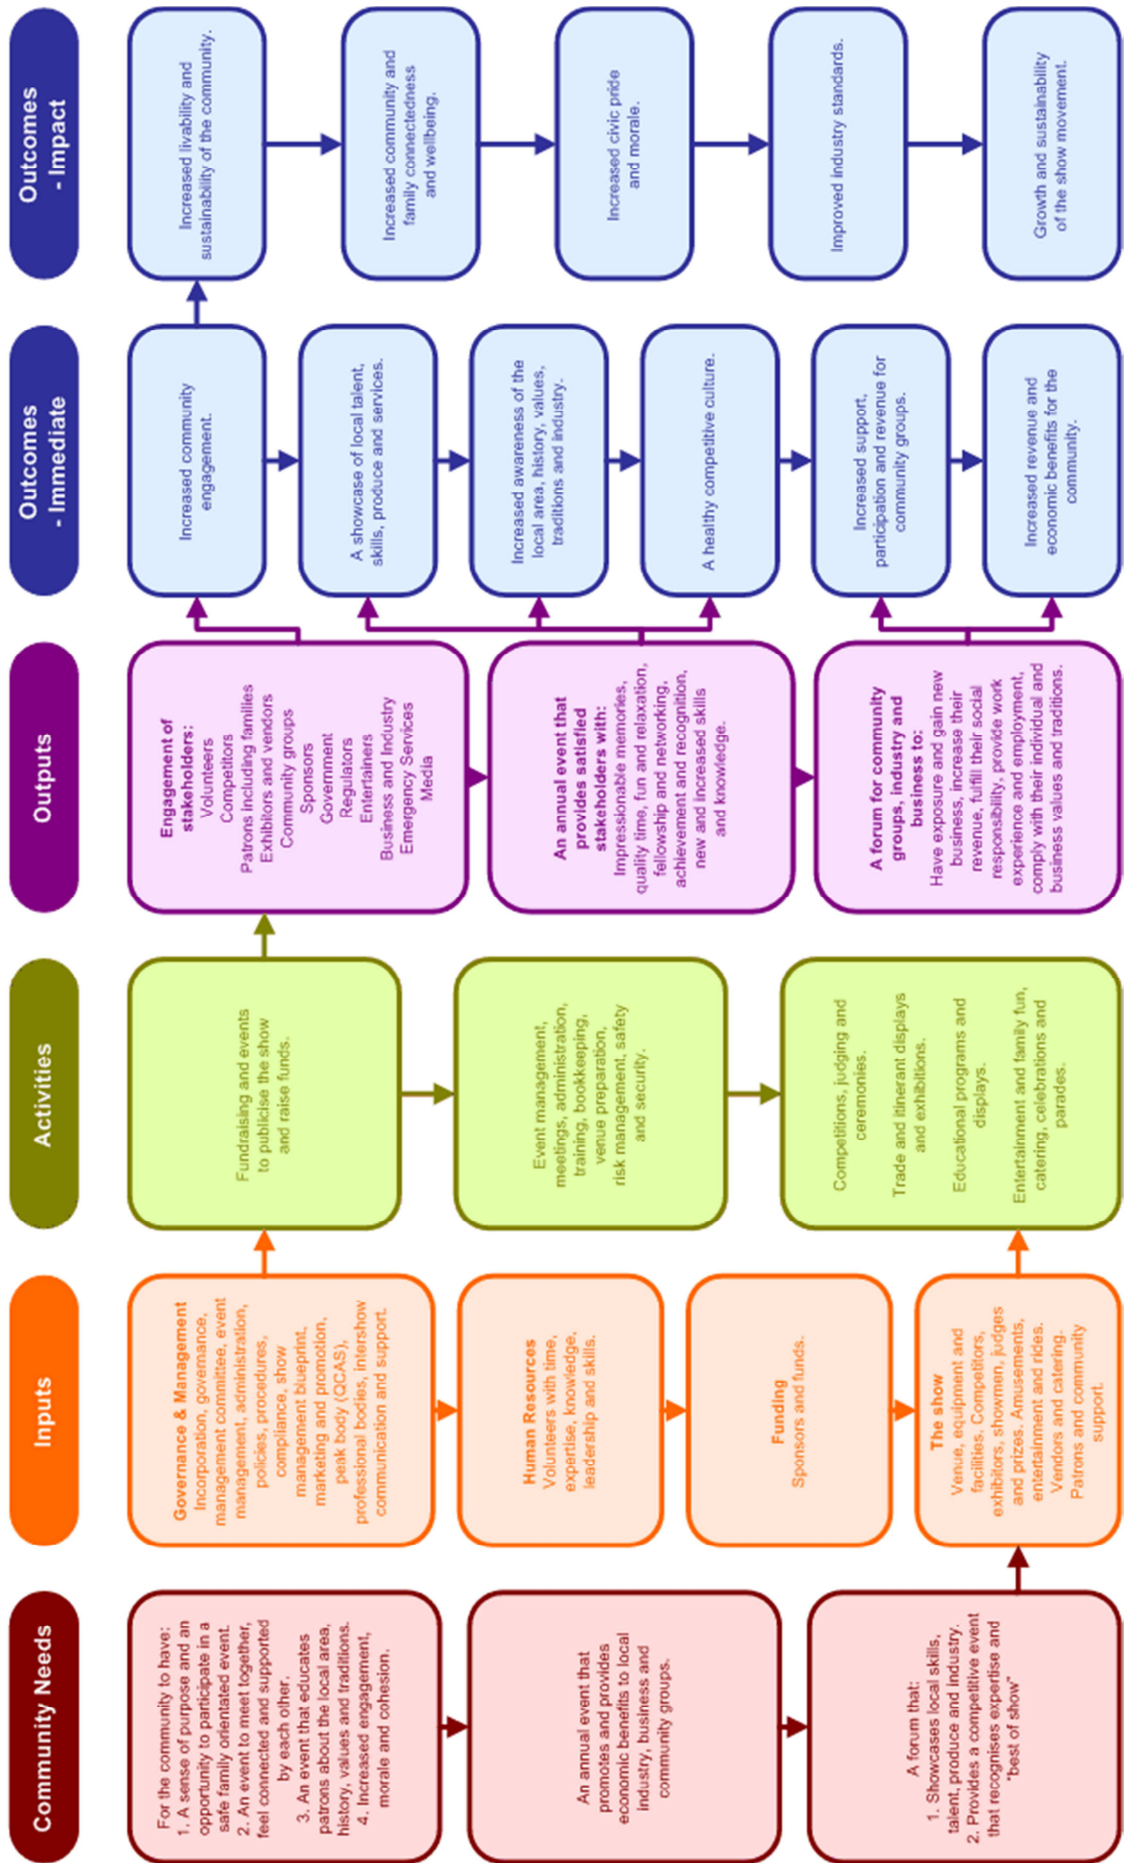 Community Needs
For the community to have:
1. A sense of purpose and an
opportunity to participate in a
safe family orientated event.
2. An event to meet together,
feel connected and supported
by each other.
3. An event that educates
patrons about the local area,
history, values and traditions.
4. Increased engagement,
morale and cohesion.
An annual event that
promotes and provides
economic benefits to local
industry, business and
community groups.
A forum that:
1. Showcases local skills,
talent, produce and industry.
2. Provides a competitive event
that recognises expertise and
"best of show"
Inputs
Governance & Management
Incorporation, governance,
management committee, event
management, administration,
policies, procedures,
compliance, show
management blueprint,
marketing and promotion,
peak body (QCAS),
professional bodies, intershow
communication and support.
Human Resources
Volunteers with time,
expertise, knowledge,
leadership and skills.
Funding
Sponsors and funds.
The show
Venue, equipment and
facilities. Competitors,
exhibitors, showmen, judges
and prizes. Amusements,
entertainment and rides.
Vendors and catering.
Patrons and community
support.
Activities
Fundraising and events
to publicise the show
and raise funds.
Event management,
meetings, administration,
training, bookkeeping,
venue preparation,
risk management, safety
and security.
Competitions, judging and
ceremonies.
Trade and itinerant displays
and exhibitions.
Educational programs and
displays.
Entertainment and family fun,
catering, celebrations and
parades.
Outputs
Engagement of
stakeholders:
Volunteers
Competitors
Patrons including families
Exhibitors and vendors
Community groups
Sponsors
Government
Regulators
Entertainers
Business and Industry
Emergency Services
Media
An annual event that
provides satisfied
stakeholders with:
Impressionable memories,
quality time, fun and relaxation,
fellowship and networking,
achievement and recognition,
new and increased skills
and knowledge.
A forum for community
groups, industry and
business to:
Have exposure and gain new
business, increase their
revenue, fulfill their social
responsibility, provide work
experience and employment,
comply with their individual and
business values and traditions.
Outcomes
- Immediate
Increased community
engagement.
A showcase of local talent,
skills, produce and services.
Increased awareness of the
local area, history, values,
traditions and industry.
A healthy competitive culture.
Increased support,
participation and revenue for
community groups.
Increased revenue and
economic benefits for the
community.
Outcomes
- Impact
Increased livability and
sustainability of the community.
Increased community and
family connectedness
and wellbeing.
Increased civic pride
and morale.
Improved industry standards.
Growth and sustainability
of the show movement.